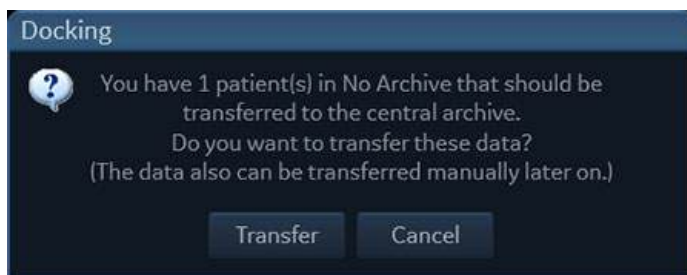 Docking
You have 1 patient(s) in No Archive that should be
transferred to the central archive.
Do you want to transfer these data?
(The data also can be transferred manually later on.)
Transfer Cancel